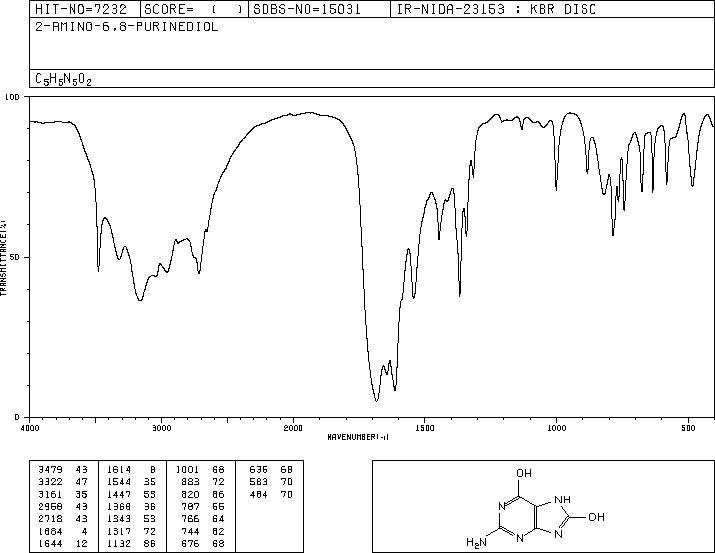 HIT-NO=7232 SCORE= ( ) SDBS-NO=15031 IR-NIDA-23153 : KBR DISC
2-AMINO-6,8-PURINEDIOL
C5H5N5O2
100
TRANSMITTANCE(%)
50
0
4000 3000 2000 1500 1000 500
WAVENUMBER(-1)
3479 43 1614 8 1001 68 636 68
3322 47 1544 35 883 72 583 70
3161 35 1447 53 820 66 484 70
2958 43 1368 36 787 55
2718 43 1343 53 766 64
1684 4 1317 72 744 62
1644 12 1132 86 676 68
OH
N
NH
OH
H2N
N
N